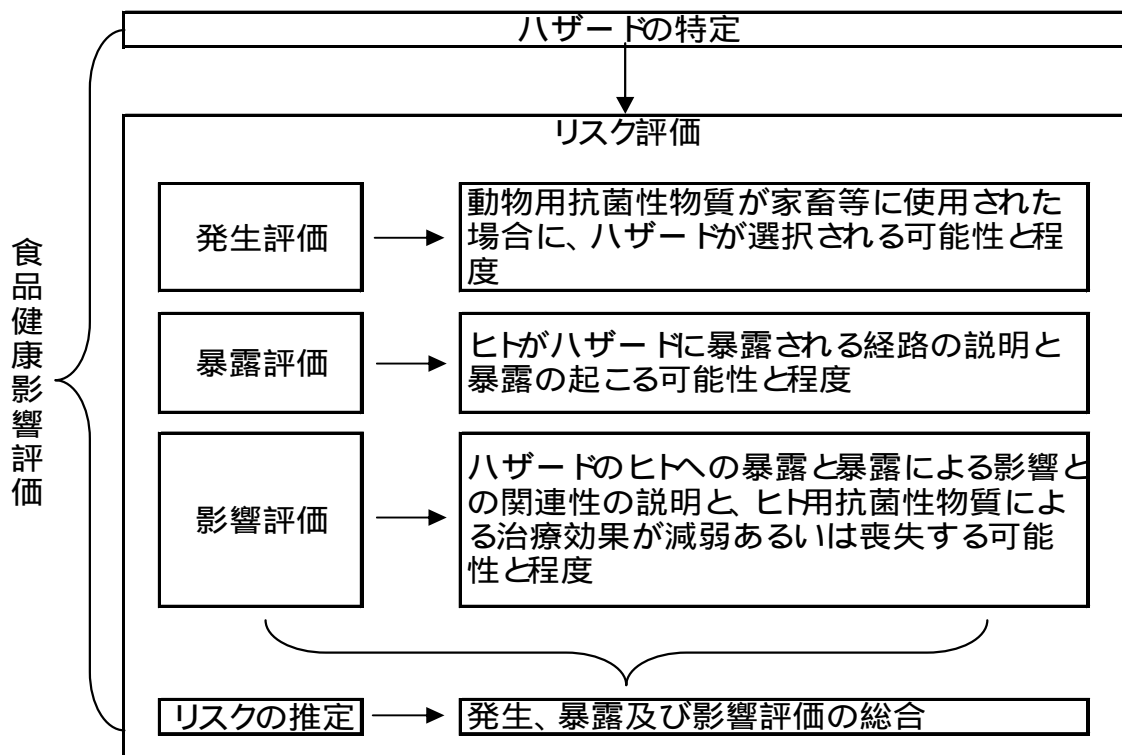 ハザードの特定
リスク評価
食品健康影響評価
発生評価
動物用抗菌性物質が家畜等に使用された
場合に、ハザードが選択される可能性と程
度
暴露評価
ヒトがハザードに暴露される経路の説明と
暴露の起こる可能性と程度
影響評価
ハザードのヒトへの暴露と暴露による影響と
の関連性の説明と、ヒト用抗菌性物質によ
る治療効果が減弱あるいは喪失する可能
性と程度
リスクの推定
発生、暴露及び影響評価の総合